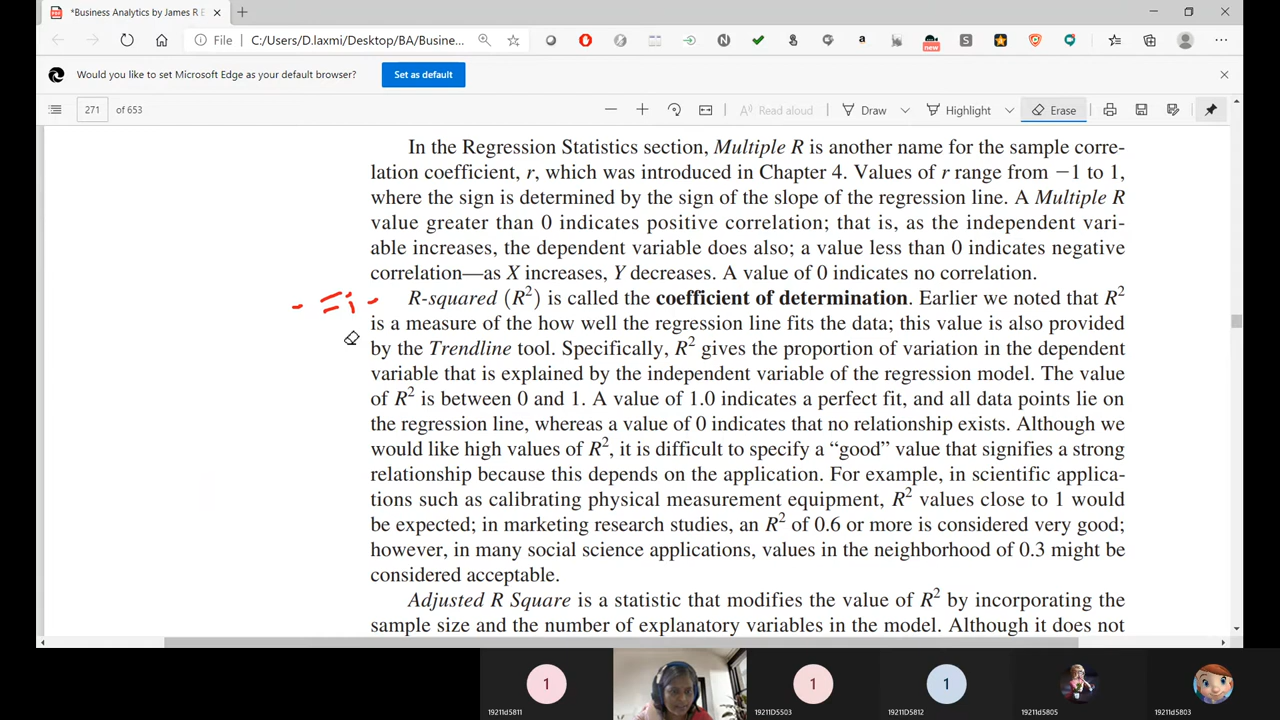 *Business Analytics by James R E
File
C:/Users/D.laxmi/Desktop/BA/Busine...
new
Would you like to set Microsoft Edge as your default browser?
Set as default
271 of 653
Read aloud
Draw
Highlight
Erase
In the Regression Statistics section, Multiple R is another name for the sample corre-
lation coefficient, r, which was introduced in Chapter 4. Values of r range from −1 to 1,
where the sign is determined by the sign of the slope of the regression line. A Multiple R
value greater than 0 indicates positive correlation; that is, as the independent vari-
able increases, the dependent variable does also; a value less than 0 indicates negative
correlation—as X increases, Y decreases. A value of 0 indicates no correlation.
R-squared (R²) is called the coefficient of determination. Earlier we noted that R²
is a measure of the how well the regression line fits the data; this value is also provided
by the Trendline tool. Specifically, R² gives the proportion of variation in the dependent
variable that is explained by the independent variable of the regression model. The value
of R² is between 0 and 1. A value of 1.0 indicates a perfect fit, and all data points lie on
the regression line, whereas a value of 0 indicates that no relationship exists. Although we
would like high values of R², it is difficult to specify a “good” value that signifies a strong
relationship because this depends on the application. For example, in scientific applica-
tions such as calibrating physical measurement equipment, R² values close to 1 would
be expected; in marketing research studies, an R² of 0.6 or more is considered very good;
however, in many social science applications, values in the neighborhood of 0.3 might be
considered acceptable.
Adjusted R Square is a statistic that modifies the value of R² by incorporating the
sample size and the number of explanatory variables in the model. Although it does not
1
1
1
19211d5811
19211D5503
19211D5812
19211d5805
19211d5803